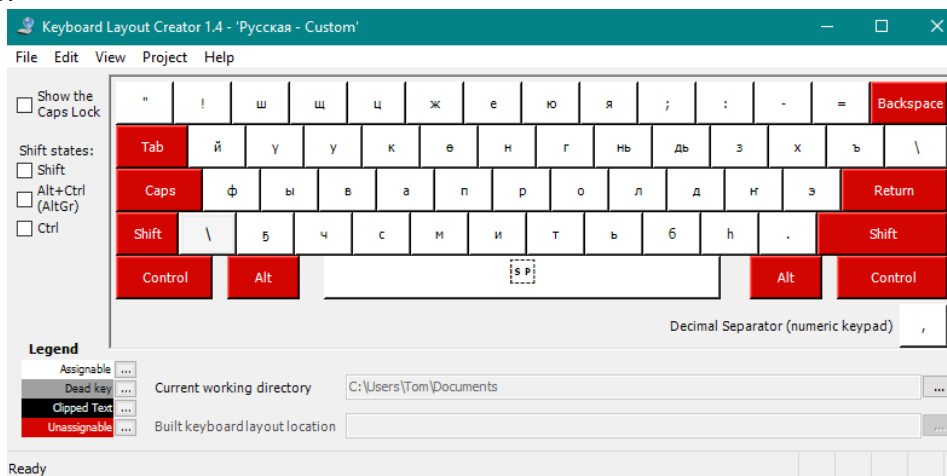 Keyboard Layout Creator 1.4 - 'Русская - Custom'
File Edit View Project Help
Show the Caps Lock
" ! ш щ ц ж е ю я ; : - = Backspace
Shift states:
Tab й ү у к ө н г нь дь з х ъ \
Shift
Alt+Ctrl (AltGr)
Caps ф ы в а п р о л д ҥ э Return
Ctrl
Shift \ ҕ ч с м и т ь б һ . Shift
Control Alt SP Alt Control
Decimal Separator (numeric keypad) ,
Legend
Assignable ...
Dead key ...
Clipped Text ...
Unassignable ...
Current working directory C:\Users\Tom\Documents ...
Built keyboard layout location ...
Ready